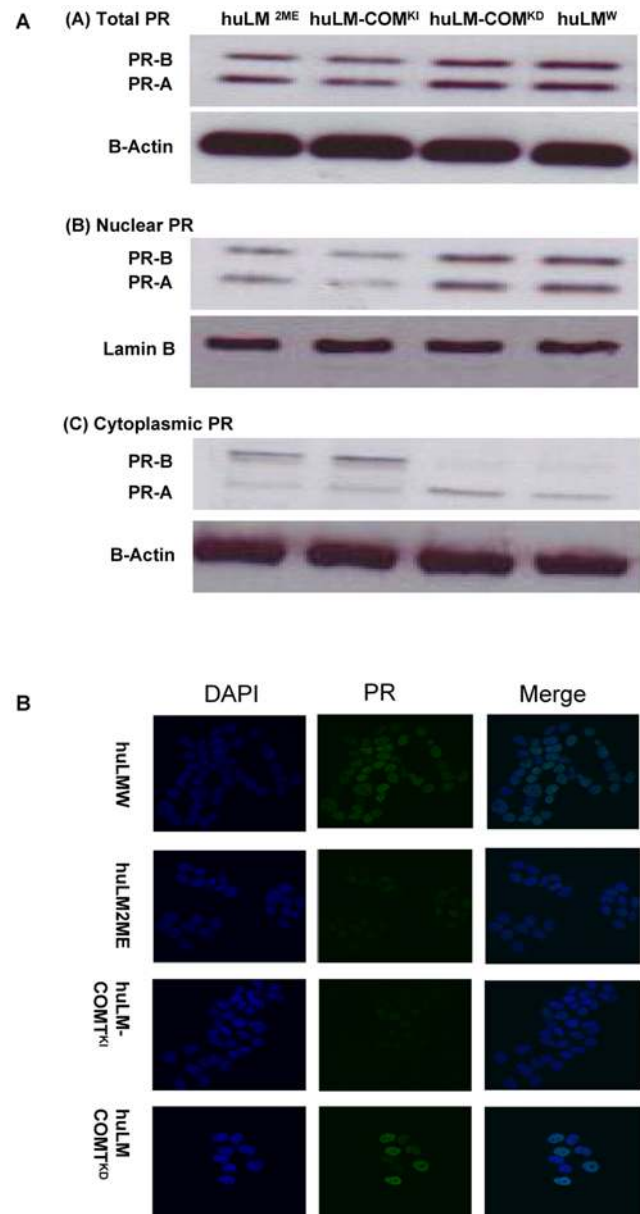 A
(A) Total PR
huLM 2ME huLM-COMKI huLM-COMKD huLMW
PR-B
PR-A
B-Actin
(B) Nuclear PR
PR-B
PR-A
Lamin B
(C) Cytoplasmic PR
PR-B
PR-A
B-Actin
B
DAPI PR Merge
huLMW
huLM2ME
huLM-
COMTKI
huLM
COMTKD